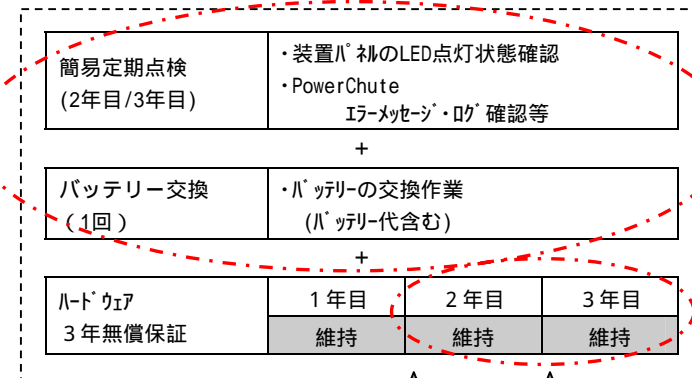 簡易定期点検
(2年目/3年目)
・装置ﾊﾟﾈﾙのLED点灯状態確認
・PowerChute
ｴﾗｰﾒｯｾｰｼﾞ・ﾛｸﾞ確認等
+
バッテリー交換
（1回）
・ﾊﾞｯﾃﾘｰの交換作業
(ﾊﾞｯﾃﾘｰ代含む)
+
ﾊｰﾄﾞｳｪｱ
３年無償保証
１年目 ２年目 ３年目
維持 維持 維持